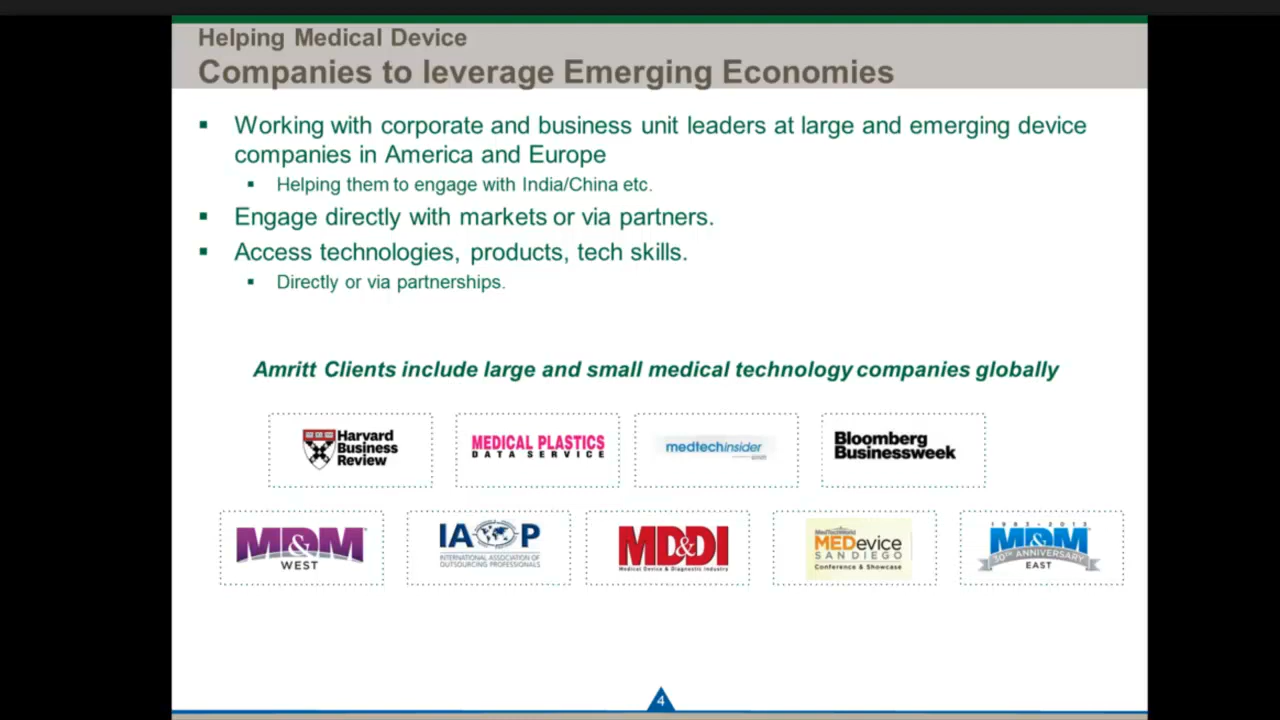 Helping Medical Device
Companies to leverage Emerging Economies
▪ Working with corporate and business unit leaders at large and emerging device
companies in America and Europe
▪ Helping them to engage with India/China etc.
▪ Engage directly with markets or via partners.
▪ Access technologies, products, tech skills.
▪ Directly or via partnerships.
Amritt Clients include large and small medical technology companies globally
Harvard
Business
Review
MEDICAL PLASTICS
DATA SERVICE
medtechinsider
Bloomberg
Businessweek
MD&M
WEST
IAOP
INTERNATIONAL ASSOCIATION OF
OUTSOURCING PROFESSIONALS
MD&DI
Medical Device & Diagnostic Industry
MedTechWorld
MEDevice
SAN DIEGO
Conference & Showcase
1983-2013
MD&M
30TH ANNIVERSARY
EAST
4